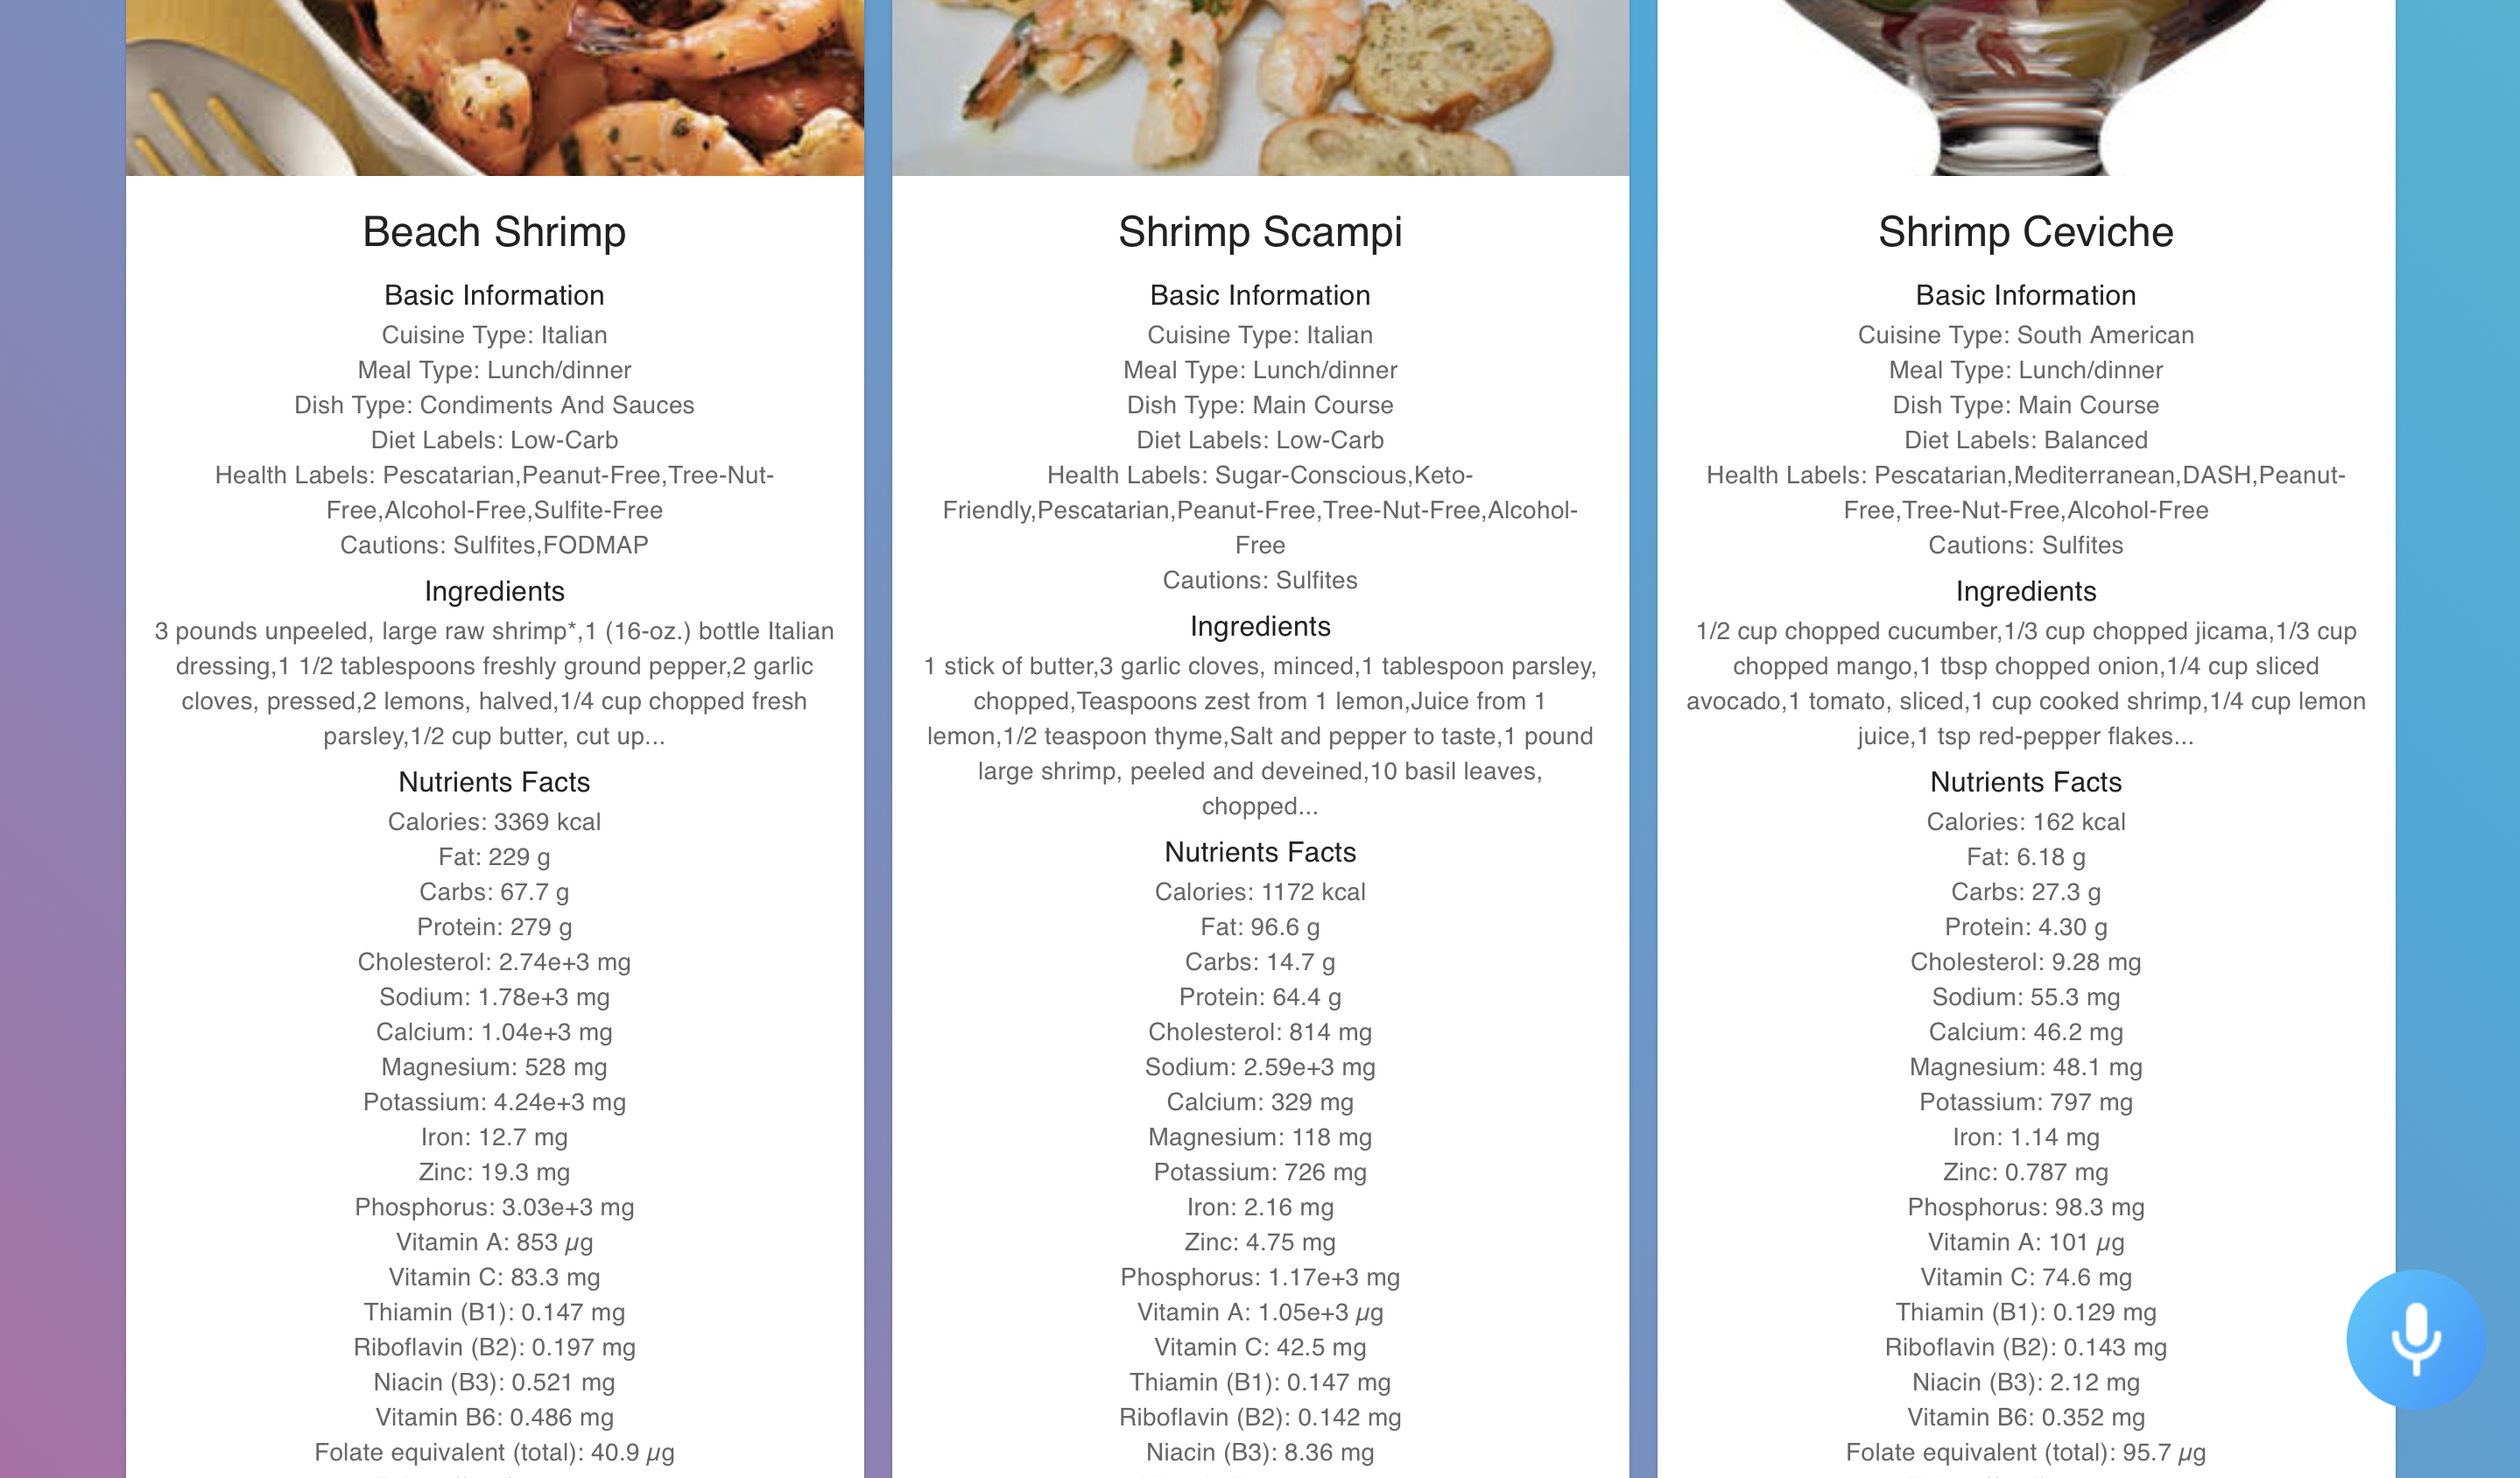 Beach Shrimp
Basic Information
Cuisine Type: Italian
Meal Type: Lunch/dinner
Dish Type: Condiments And Sauces
Diet Labels: Low-Carb
Health Labels: Pescatarian,Peanut-Free,Tree-Nut-
Free,Alcohol-Free,Sulfite-Free
Cautions: Sulfites,FODMAP
Ingredients
3 pounds unpeeled, large raw shrimp*,1 (16-oz.) bottle Italian
dressing,1 1/2 tablespoons freshly ground pepper,2 garlic
cloves, pressed,2 lemons, halved,1/4 cup chopped fresh
parsley,1/2 cup butter, cut up...
Nutrients Facts
Calories: 3369 kcal
Fat: 229 g
Carbs: 67.7 g
Protein: 279 g
Cholesterol: 2.74e+3 mg
Sodium: 1.78e+3 mg
Calcium: 1.04e+3 mg
Magnesium: 528 mg
Potassium: 4.24e+3 mg
Iron: 12.7 mg
Zinc: 19.3 mg
Phosphorus: 3.03e+3 mg
Vitamin A: 853 µg
Vitamin C: 83.3 mg
Thiamin (B1): 0.147 mg
Riboflavin (B2): 0.197 mg
Niacin (B3): 0.521 mg
Vitamin B6: 0.486 mg
Folate equivalent (total): 40.9 µg
Shrimp Scampi
Basic Information
Cuisine Type: Italian
Meal Type: Lunch/dinner
Dish Type: Main Course
Diet Labels: Low-Carb
Health Labels: Sugar-Conscious,Keto-
Friendly,Pescatarian,Peanut-Free,Tree-Nut-Free,Alcohol-
Free
Cautions: Sulfites
Ingredients
1 stick of butter,3 garlic cloves, minced,1 tablespoon parsley,
chopped,Teaspoons zest from 1 lemon,Juice from 1
lemon,1/2 teaspoon thyme,Salt and pepper to taste,1 pound
large shrimp, peeled and deveined,10 basil leaves,
chopped...
Nutrients Facts
Calories: 1172 kcal
Fat: 96.6 g
Carbs: 14.7 g
Protein: 64.4 g
Cholesterol: 814 mg
Sodium: 2.59e+3 mg
Calcium: 329 mg
Magnesium: 118 mg
Potassium: 726 mg
Iron: 2.16 mg
Zinc: 4.75 mg
Phosphorus: 1.17e+3 mg
Vitamin A: 1.05e+3 µg
Vitamin C: 42.5 mg
Thiamin (B1): 0.147 mg
Riboflavin (B2): 0.142 mg
Niacin (B3): 8.36 mg
Shrimp Ceviche
Basic Information
Cuisine Type: South American
Meal Type: Lunch/dinner
Dish Type: Main Course
Diet Labels: Balanced
Health Labels: Pescatarian,Mediterranean,DASH,Peanut-
Free,Tree-Nut-Free,Alcohol-Free
Cautions: Sulfites
Ingredients
1/2 cup chopped cucumber,1/3 cup chopped jicama,1/3 cup
chopped mango,1 tbsp chopped onion,1/4 cup sliced
avocado,1 tomato, sliced,1 cup cooked shrimp,1/4 cup lemon
juice,1 tsp red-pepper flakes...
Nutrients Facts
Calories: 162 kcal
Fat: 6.18 g
Carbs: 27.3 g
Protein: 4.30 g
Cholesterol: 9.28 mg
Sodium: 55.3 mg
Calcium: 46.2 mg
Magnesium: 48.1 mg
Potassium: 797 mg
Iron: 1.14 mg
Zinc: 0.787 mg
Phosphorus: 98.3 mg
Vitamin A: 101 µg
Vitamin C: 74.6 mg
Thiamin (B1): 0.129 mg
Riboflavin (B2): 0.143 mg
Niacin (B3): 2.12 mg
Vitamin B6: 0.352 mg
Folate equivalent (total): 95.7 µg